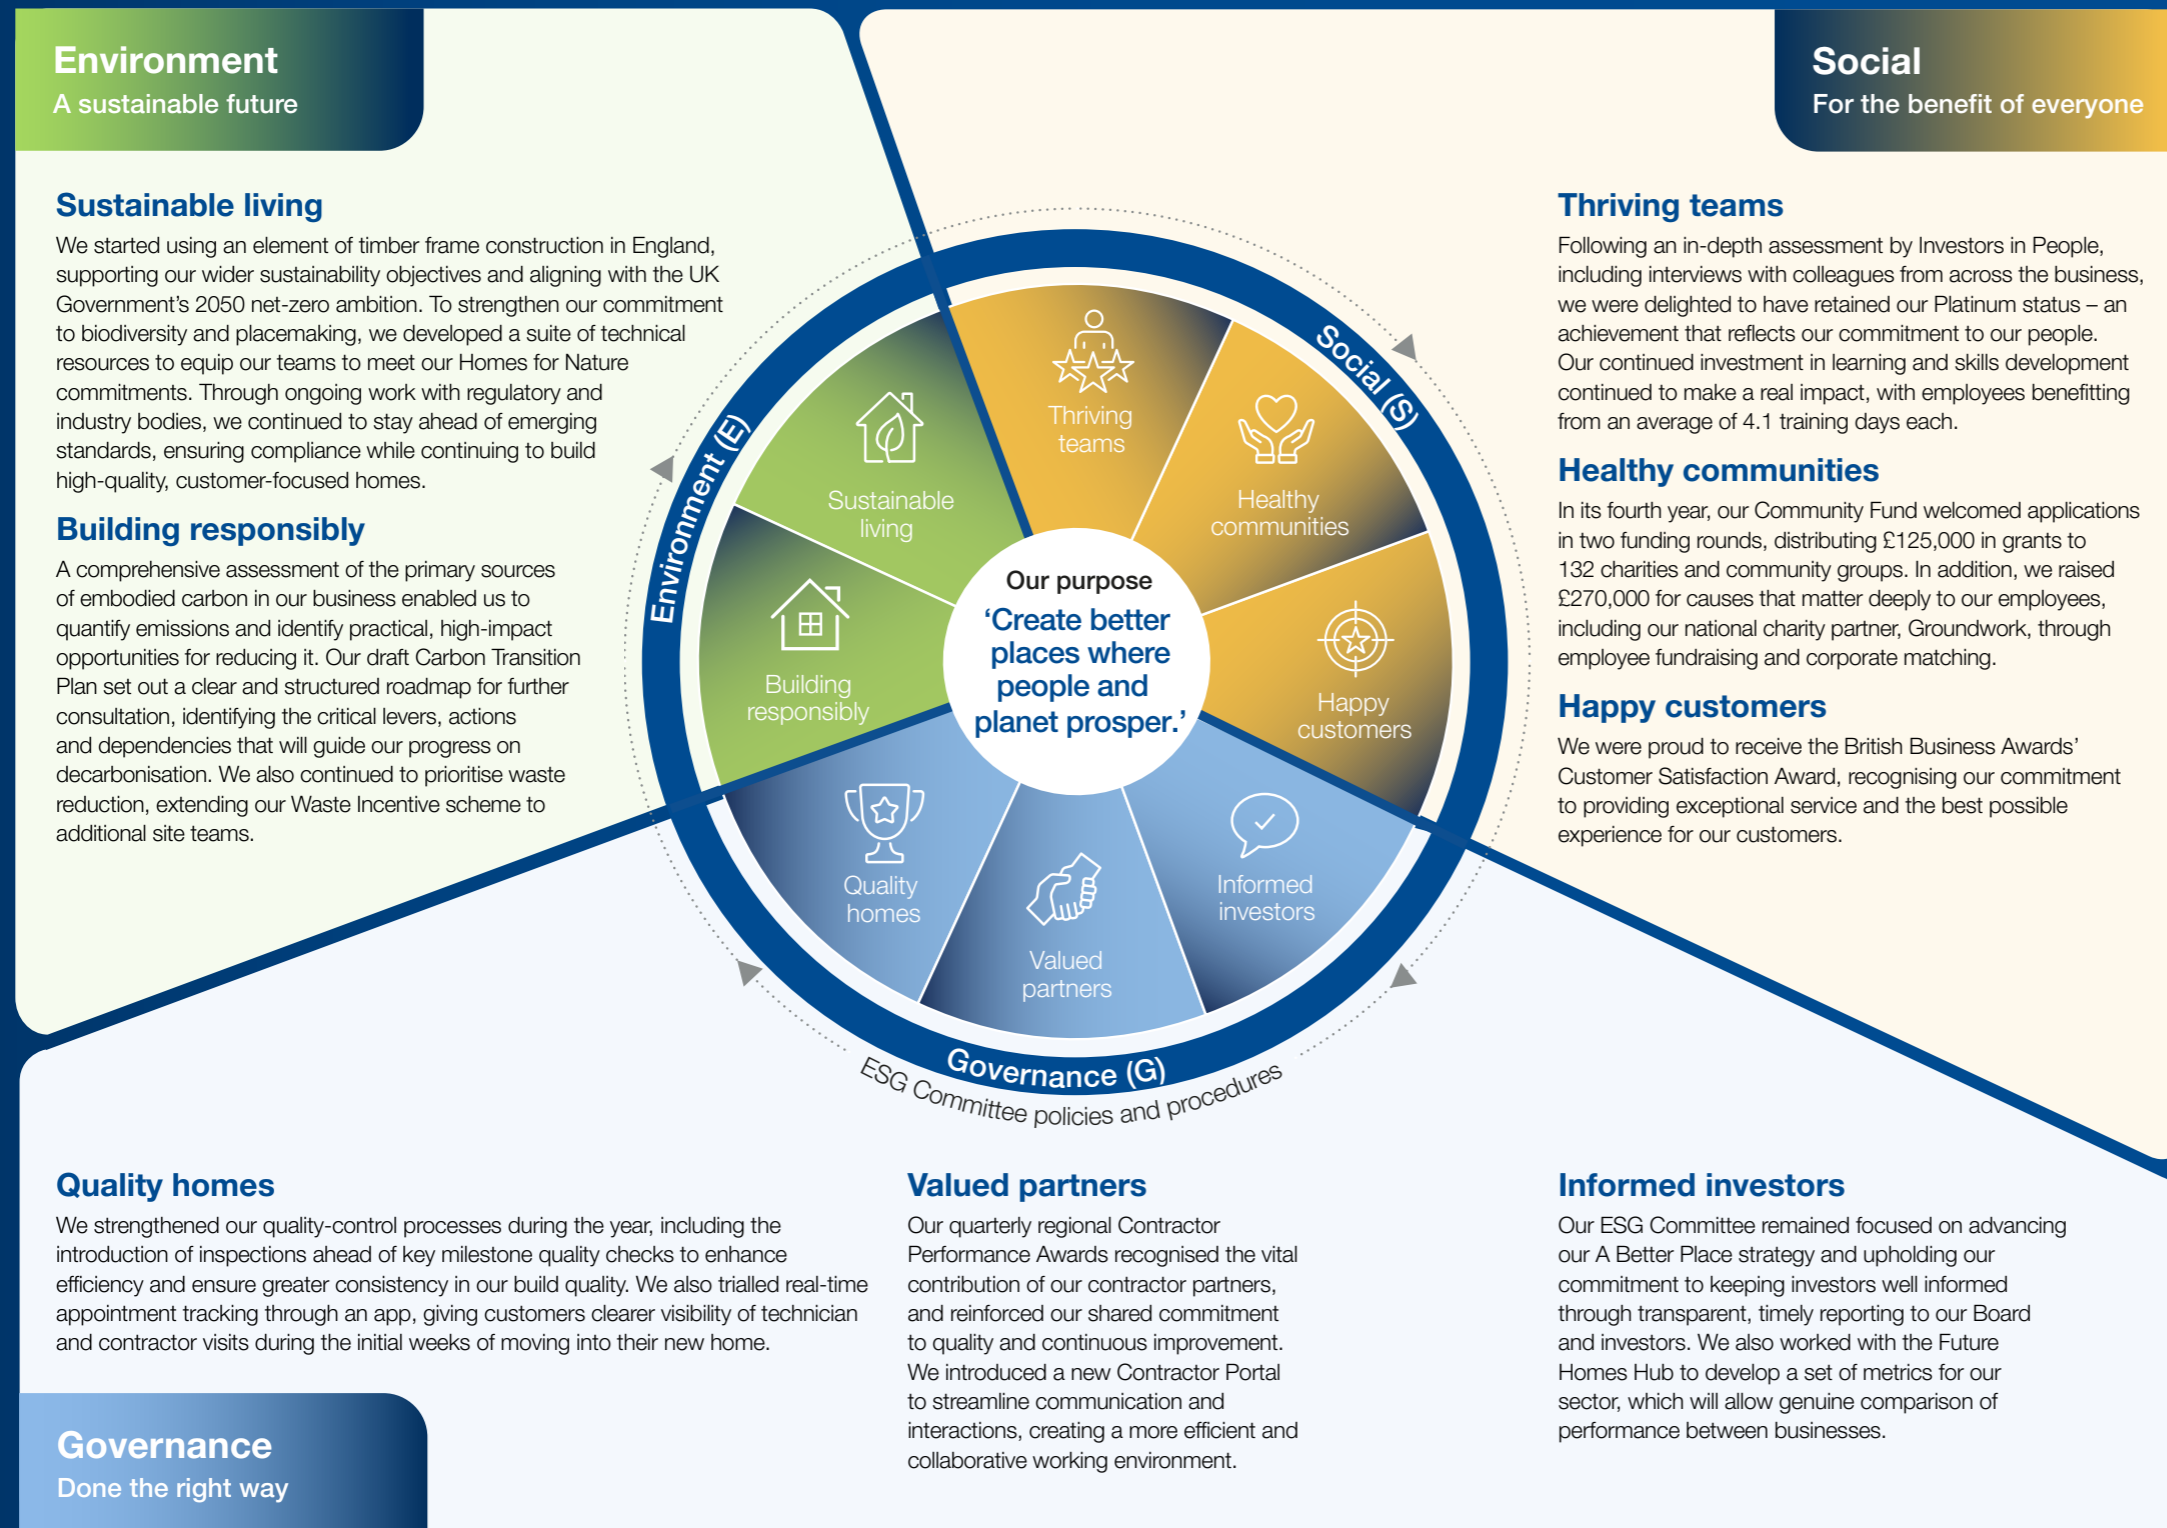 Environment
A sustainable future
Sustainable living
We started using an element of timber frame construction in England,
supporting our wider sustainability objectives and aligning with the UK
Government’s 2050 net-zero ambition. To strengthen our commitment
to biodiversity and placemaking, we developed a suite of technical
resources to equip our teams to meet our Homes for Nature
commitments. Through ongoing work with regulatory and
industry bodies, we continued to stay ahead of emerging
standards, ensuring compliance while continuing to build
high-quality, customer-focused homes.
Building responsibly
A comprehensive assessment of the primary sources
of embodied carbon in our business enabled us to
quantify emissions and identify practical, high-impact
opportunities for reducing it. Our draft Carbon Transition
Plan set out a clear and structured roadmap for further
consultation, identifying the critical levers, actions
and dependencies that will guide our progress on
decarbonisation. We also continued to prioritise waste
reduction, extending our Waste Incentive scheme to
additional site teams.
Social
For the benefit of everyone
Thriving teams
Following an in-depth assessment by Investors in People,
including interviews with colleagues from across the business,
we were delighted to have retained our Platinum status – an
achievement that reflects our commitment to our people.
Our continued investment in learning and skills development
continued to make a real impact, with employees benefitting
from an average of 4.1 training days each.
Healthy communities
In its fourth year, our Community Fund welcomed applications
in two funding rounds, distributing £125,000 in grants to
132 charities and community groups. In addition, we raised
£270,000 for causes that matter deeply to our employees,
including our national charity partner, Groundwork, through
employee fundraising and corporate matching.
Happy customers
We were proud to receive the British Business Awards’
Customer Satisfaction Award, recognising our commitment
to providing exceptional service and the best possible
experience for our customers.
Environment (E)
Social (S)
Governance (G)
ESG Committee policies and procedures
Thriving
teams
Healthy
communities
Happy
customers
Informed
investors
Valued
partners
Quality
homes
Building
responsibly
Sustainable
living
Our purpose
‘Create better
places where
people and
planet prosper.’
Quality homes
We strengthened our quality-control processes during the year, including the
introduction of inspections ahead of key milestone quality checks to enhance
efficiency and ensure greater consistency in our build quality. We also trialled real-time
appointment tracking through an app, giving customers clearer visibility of technician
and contractor visits during the initial weeks of moving into their new home.
Valued partners
Our quarterly regional Contractor
Performance Awards recognised the vital
contribution of our contractor partners,
and reinforced our shared commitment
to quality and continuous improvement.
We introduced a new Contractor Portal
to streamline communication and
interactions, creating a more efficient and
collaborative working environment.
Informed investors
Our ESG Committee remained focused on advancing
our A Better Place strategy and upholding our
commitment to keeping investors well informed
through transparent, timely reporting to our Board
and investors. We also worked with the Future
Homes Hub to develop a set of metrics for our
sector, which will allow genuine comparison of
performance between businesses.
Governance
Done the right way